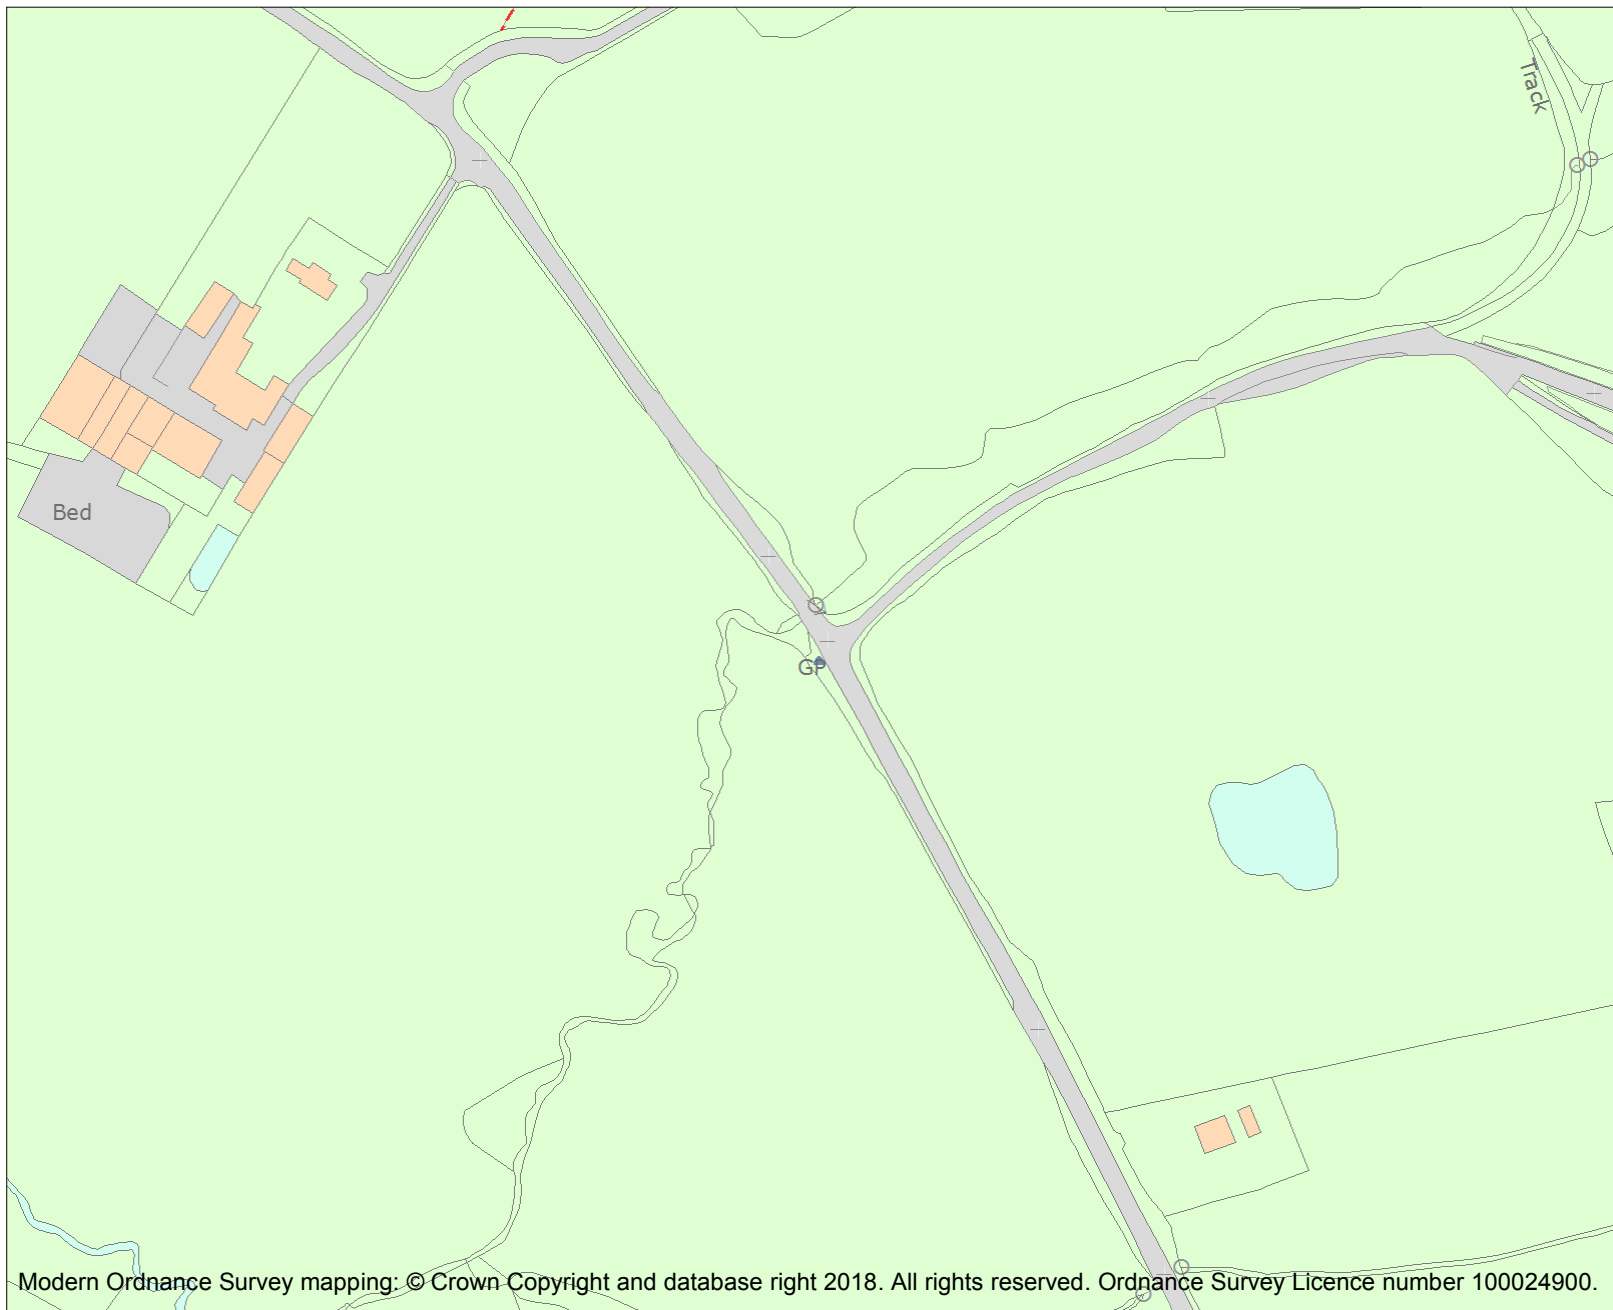 Track
Bed
GP
Modern Ordnance Survey mapping: © Crown Copyright and database right 2018. All rights reserved. Ordnance Survey Licence number 100024900.